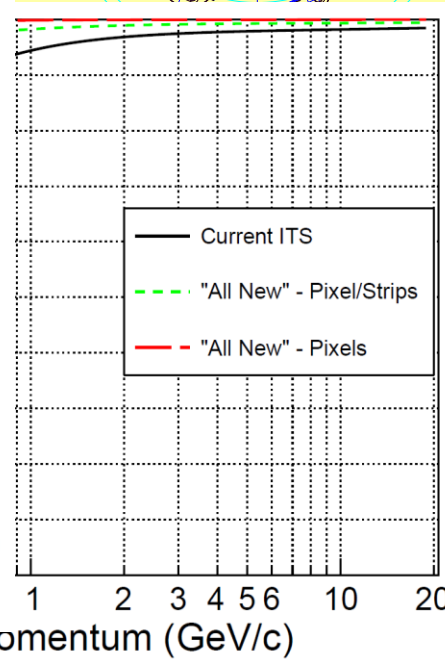 Current ITS
"All New" - Pixel/Strips
"All New" - Pixels
1 2 3 4 5 6 10 20
omentum (GeV/c)